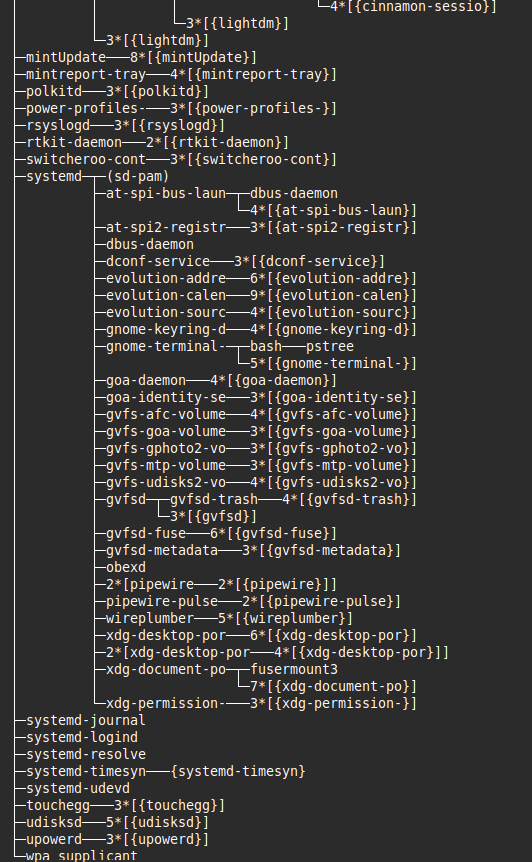 └─4*[{cinnamon-sessio}]
└─3*[{lightdm}]
└─3*[{lightdm}]
├─mintUpdate───8*[{mintUpdate}]
├─mintreport-tray───4*[{mintreport-tray}]
├─polkitd───3*[{polkitd}]
├─power-profiles-───3*[{power-profiles-}]
├─rsyslogd───3*[{rsyslogd}]
├─rtkit-daemon───2*[{rtkit-daemon}]
├─switcheroo-cont───3*[{switcheroo-cont}]
├─systemd─┬─(sd-pam)
│         ├─at-spi-bus-laun─┬─dbus-daemon
│         │                 └─4*[{at-spi-bus-laun}]
│         ├─at-spi2-registr───3*[{at-spi2-registr}]
│         ├─dbus-daemon
│         ├─dconf-service───3*[{dconf-service}]
│         ├─evolution-addre───6*[{evolution-addre}]
│         ├─evolution-calen───9*[{evolution-calen}]
│         ├─evolution-sourc───4*[{evolution-sourc}]
│         ├─gnome-keyring-d───4*[{gnome-keyring-d}]
│         ├─gnome-terminal-─┬─bash───pstree
│         │                 └─5*[{gnome-terminal-}]
│         ├─goa-daemon───4*[{goa-daemon}]
│         ├─goa-identity-se───3*[{goa-identity-se}]
│         ├─gvfs-afc-volume───4*[{gvfs-afc-volume}]
│         ├─gvfs-goa-volume───3*[{gvfs-goa-volume}]
│         ├─gvfs-gphoto2-vo───3*[{gvfs-gphoto2-vo}]
│         ├─gvfs-mtp-volume───3*[{gvfs-mtp-volume}]
│         ├─gvfs-udisks2-vo───4*[{gvfs-udisks2-vo}]
│         ├─gvfsd─┬─gvfsd-trash───4*[{gvfsd-trash}]
│         │       └─3*[{gvfsd}]
│         ├─gvfsd-fuse───6*[{gvfsd-fuse}]
│         ├─gvfsd-metadata───3*[{gvfsd-metadata}]
│         ├─obexd
│         ├─2*[pipewire───2*[{pipewire}]]
│         ├─pipewire-pulse───2*[{pipewire-pulse}]
│         ├─wireplumber───5*[{wireplumber}]
│         ├─xdg-desktop-por───6*[{xdg-desktop-por}]
│         ├─2*[xdg-desktop-por───4*[{xdg-desktop-por}]]
│         ├─xdg-document-po─┬─fusermount3
│         │                 └─7*[{xdg-document-po}]
│         └─xdg-permission-───3*[{xdg-permission-}]
├─systemd-journal
├─systemd-logind
├─systemd-resolve
├─systemd-timesyn───{systemd-timesyn}
├─systemd-udevd
├─touchegg───3*[{touchegg}]
├─udisksd───5*[{udisksd}]
├─upowerd───3*[{upowerd}]
└─wpa_supplicant